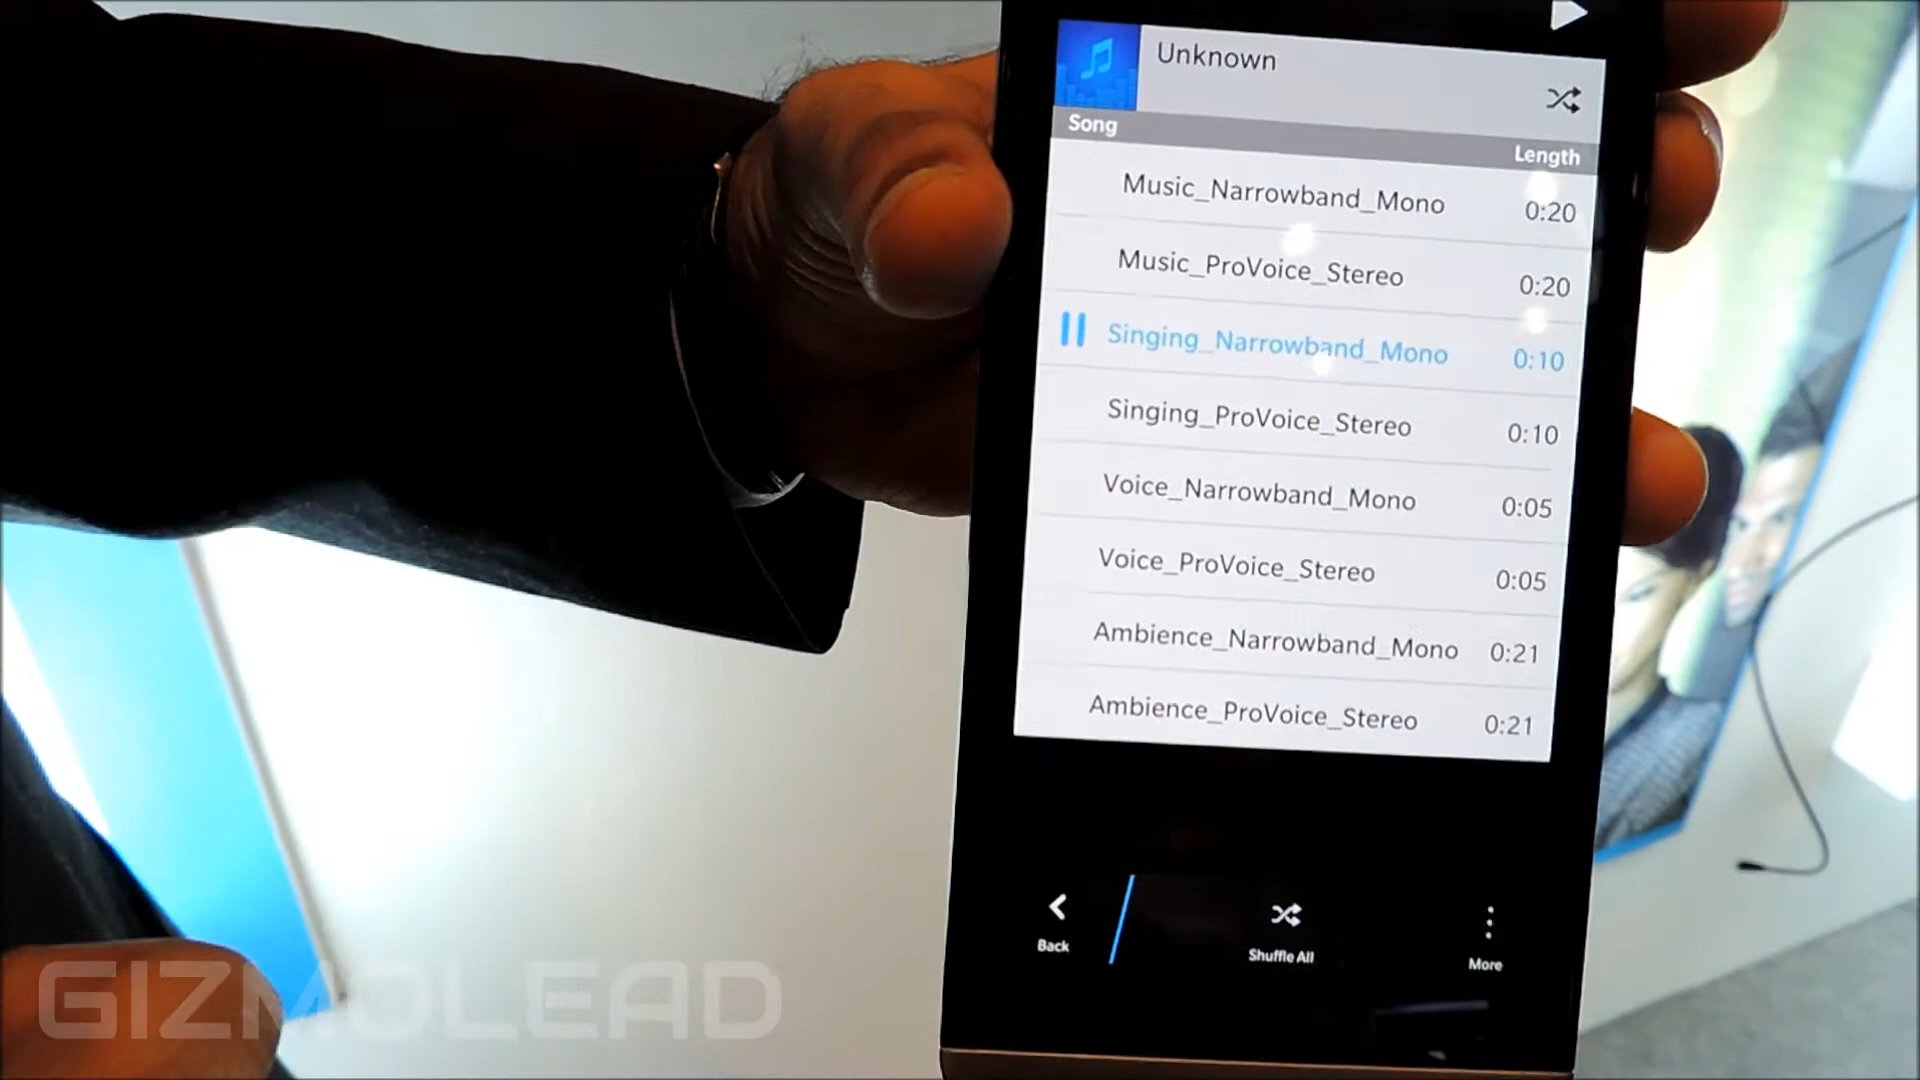 Unknown
Song Length
Music_Narrowband_Mono 0:20
Music_ProVoice_Stereo 0:20
Singing_Narrowband_Mono 0:10
Singing_ProVoice_Stereo 0:10
Voice_Narrowband_Mono 0:05
Voice_ProVoice_Stereo 0:05
Ambience_Narrowband_Mono 0:21
Ambience_ProVoice_Stereo 0:21
Back Shuffle All More
GIZMOLEAD